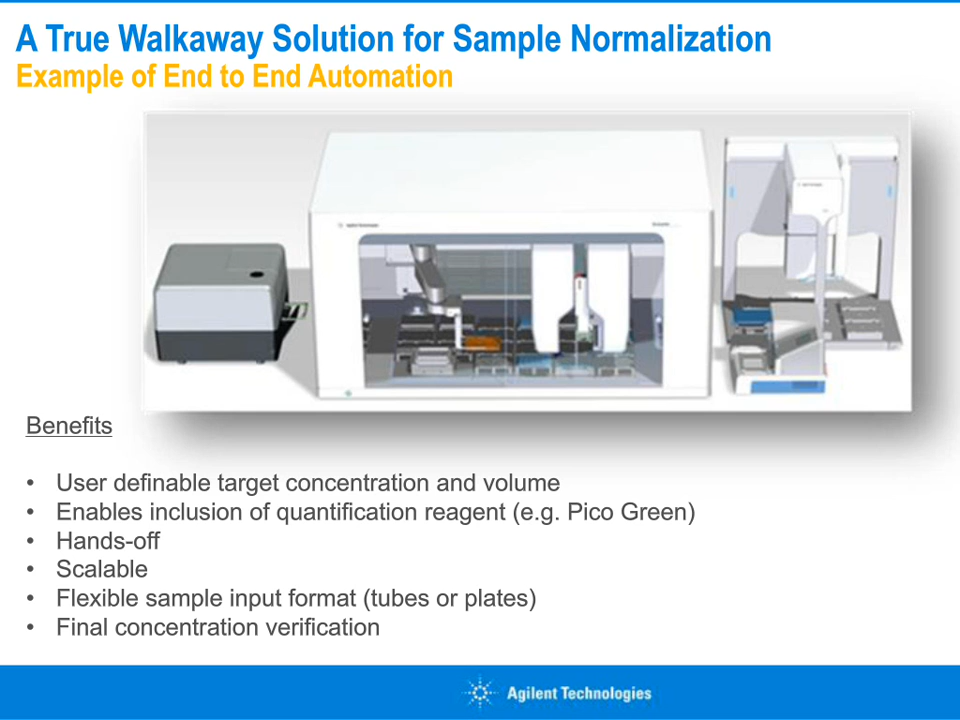 A True Walkaway Solution for Sample Normalization
Example of End to End Automation
Agilent Technologies
Benefits
• User definable target concentration and volume
• Enables inclusion of quantification reagent (e.g. Pico Green)
• Hands-off
• Scalable
• Flexible sample input format (tubes or plates)
• Final concentration verification
Agilent Technologies